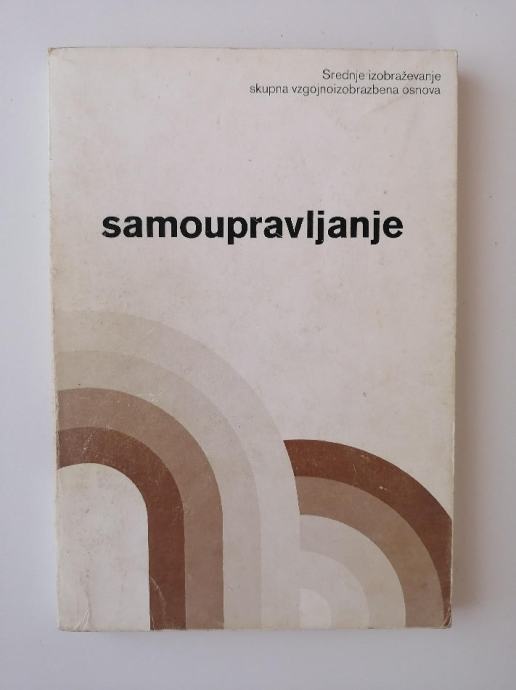 Srednje izobraževanje
skupna vzgojnoizobrazbena osnova
samoupravljanje